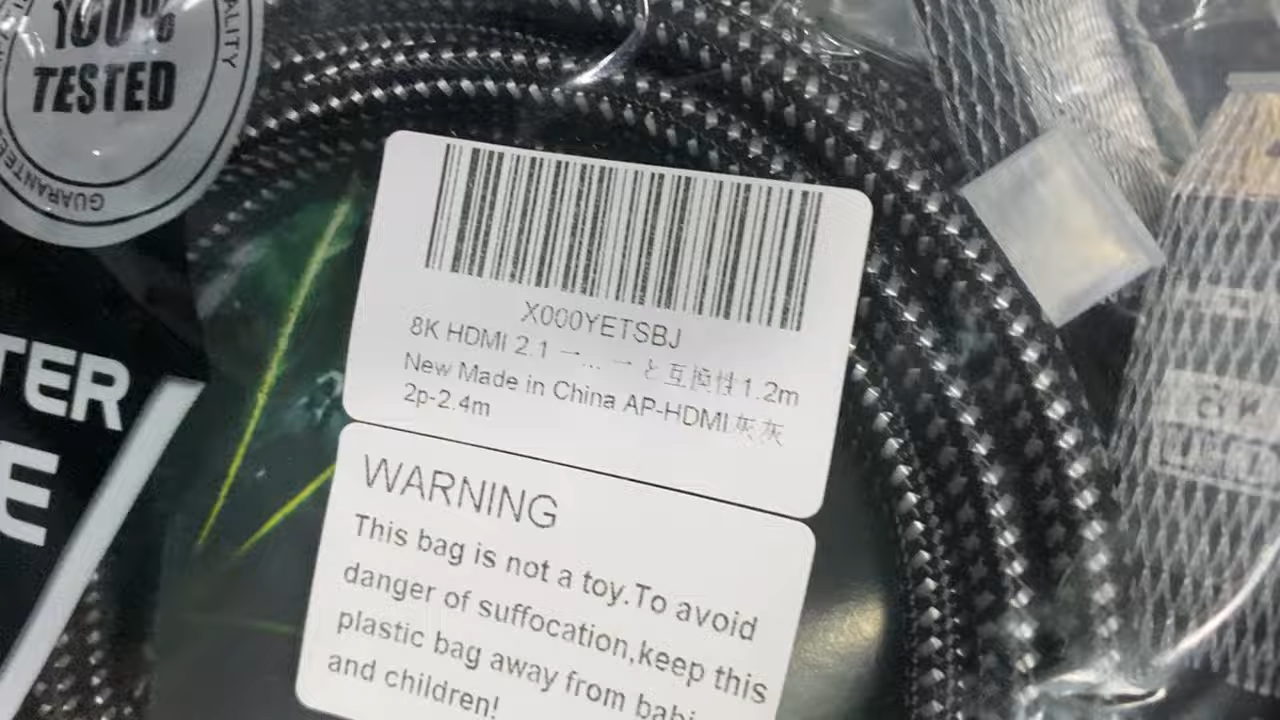 100%
TESTED
GUARANTEE
X000YETSBJ
8K HDMI 2.1 一... 一と互換性1.2m
New Made in China AP-HDMI灰灰
2p-2.4m
WARNING
This bag is not a toy.To avoid
danger of suffocation,keep this
plastic bag away from babi
and children!
TER
E